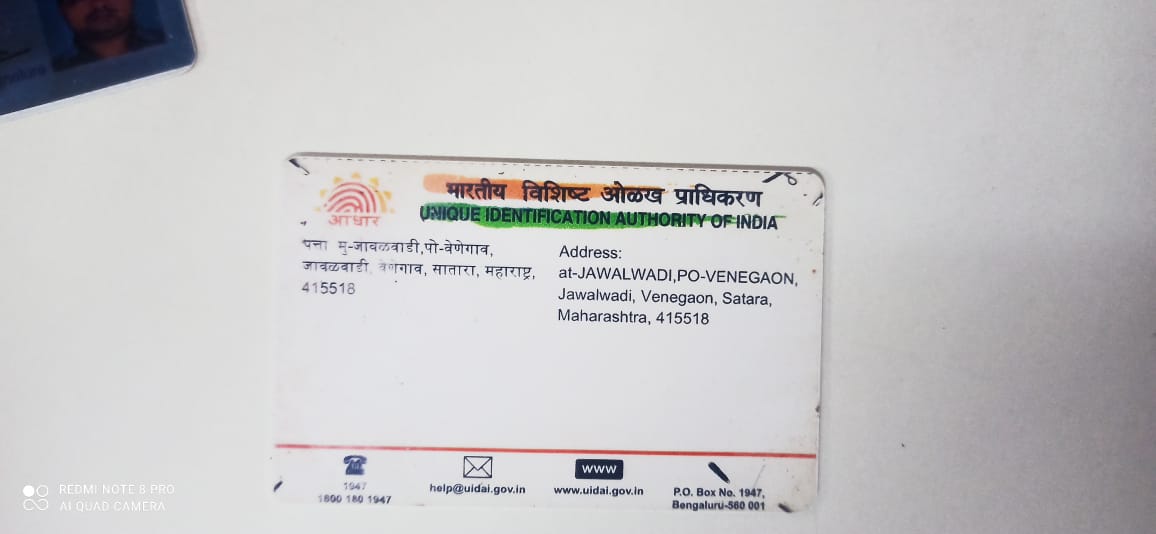 भारतीय विशिष्ट ओळख प्राधिकरण
UNIQUE IDENTIFICATION AUTHORITY OF INDIA
आधार
पत्ता मु-जावळवाडी,पो-वेणेगाव,
जावळवाडी, वेणेगाव, सातारा, महाराष्ट्र,
415518
Address:
at-JAWALWADI,PO-VENEGAON,
Jawalwadi, Venegaon, Satara,
Maharashtra, 415518
1947
1800 180 1947
help@uidai.gov.in
www
www.uidai.gov.in
P.O. Box No. 1947,
Bengaluru-560 001
REDMI NOTE 8 PRO
AI QUAD CAMERA